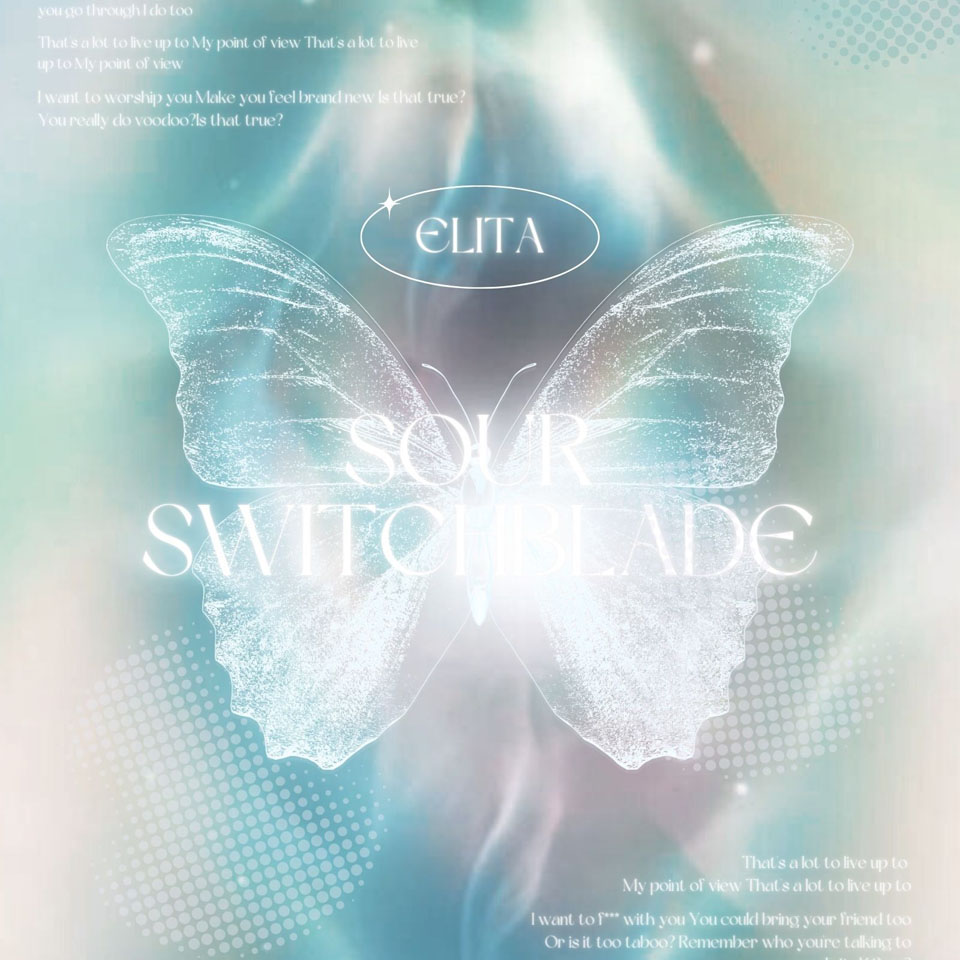 you go through I do too
That's a lot to live up to My point of view That's a lot to live
up to My point of view
I want to worship you Make you feel brand new Is that true?
You really do voodoo?Is that true?
ELITA
SOUR
SWITCHBLADE
That's a lot to live up to
My point of view That's a lot to live up to
I want to f*** with you You could bring your friend too
Or is it too taboo? Remember who you're talking to